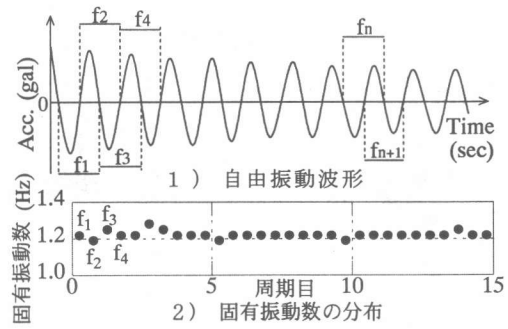 f2 f4 fn
Acc. (gal)
0
Time
(sec)
f1 f3 fn+1
1) 自由振動波形
固有振動数 (Hz)
1.4
1.2
1.0
f1 f3
f2 f4
0 5 10 15
周期目
2) 固有振動数の分布